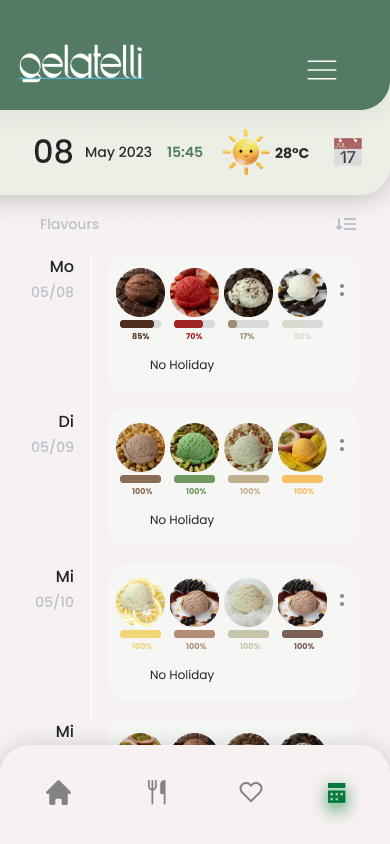 gelatelli
08 May 2023 15:45 28°C JUL 17
Flavours
Mo
05/08
85% 70% 17% 50%
No Holiday
Di
05/09
100% 100% 100% 100%
No Holiday
Mi
05/10
100% 100% 100% 100%
No Holiday
Mi